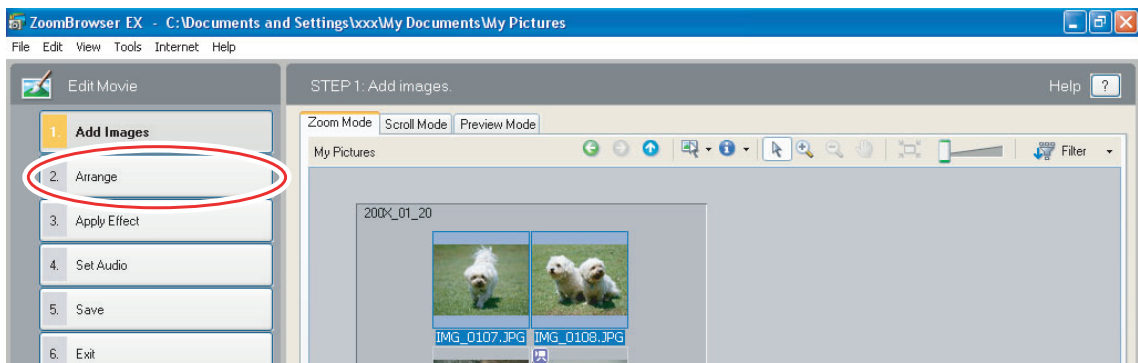 ZoomBrowser EX - C:\Documents and Settings\xxx\My Documents\My Pictures
File Edit View Tools Internet Help
Edit Movie
STEP 1: Add images.
Help ?
1. Add Images
2. Arrange
3. Apply Effect
4. Set Audio
5. Save
6. Exit
Zoom Mode Scroll Mode Preview Mode
My Pictures
Filter
200X_01_20
IMG_0107.JPG IMG_0108.JPG